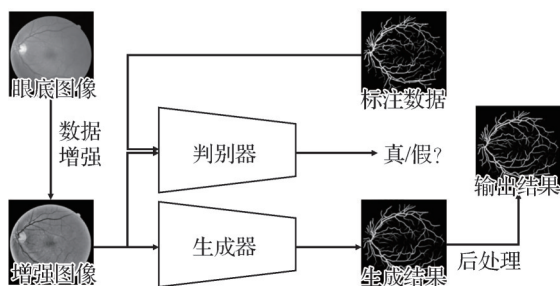 眼底图像
标注数据
数据
增强
判别器
真/假?
输出结果
增强图像
生成器
生成结果
后处理